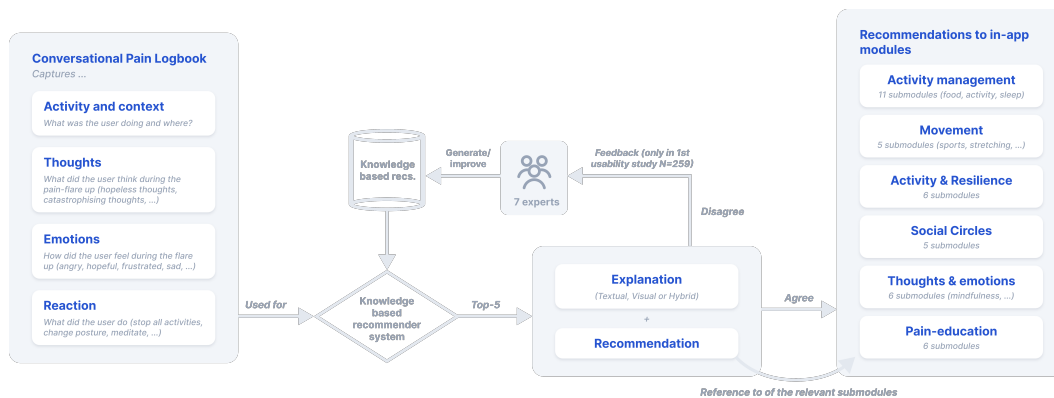 Conversational Pain Logbook
Captures ...
Activity and context
What was the user doing and where?
Thoughts
What did the user think during the
pain-flare up (hopeless thoughts,
catastrophising thoughts, ...)
Emotions
How did the user feel during the flare
up (angry, hopeful, frustrated, sad, ...)
Reaction
What did the user do (stop all activities,
change posture, meditate, ...)
Used for
Knowledge
based recs.
Generate/
improve
7 experts
Feedback (only in 1st
usability study N=259)
Disagree
Knowledge
based
recommender
system
Top-5
Explanation
(Textual, Visual or Hybrid)
+
Recommendation
Agree
Reference to of the relevant submodules
Recommendations to in-app
modules
Activity management
11 submodules (food, activity, sleep)
Movement
5 submodules (sports, stretching, ...)
Activity & Resilience
6 submodules
Social Circles
5 submodules
Thoughts & emotions
6 submodules (mindfulness, ...)
Pain-education
6 submodules